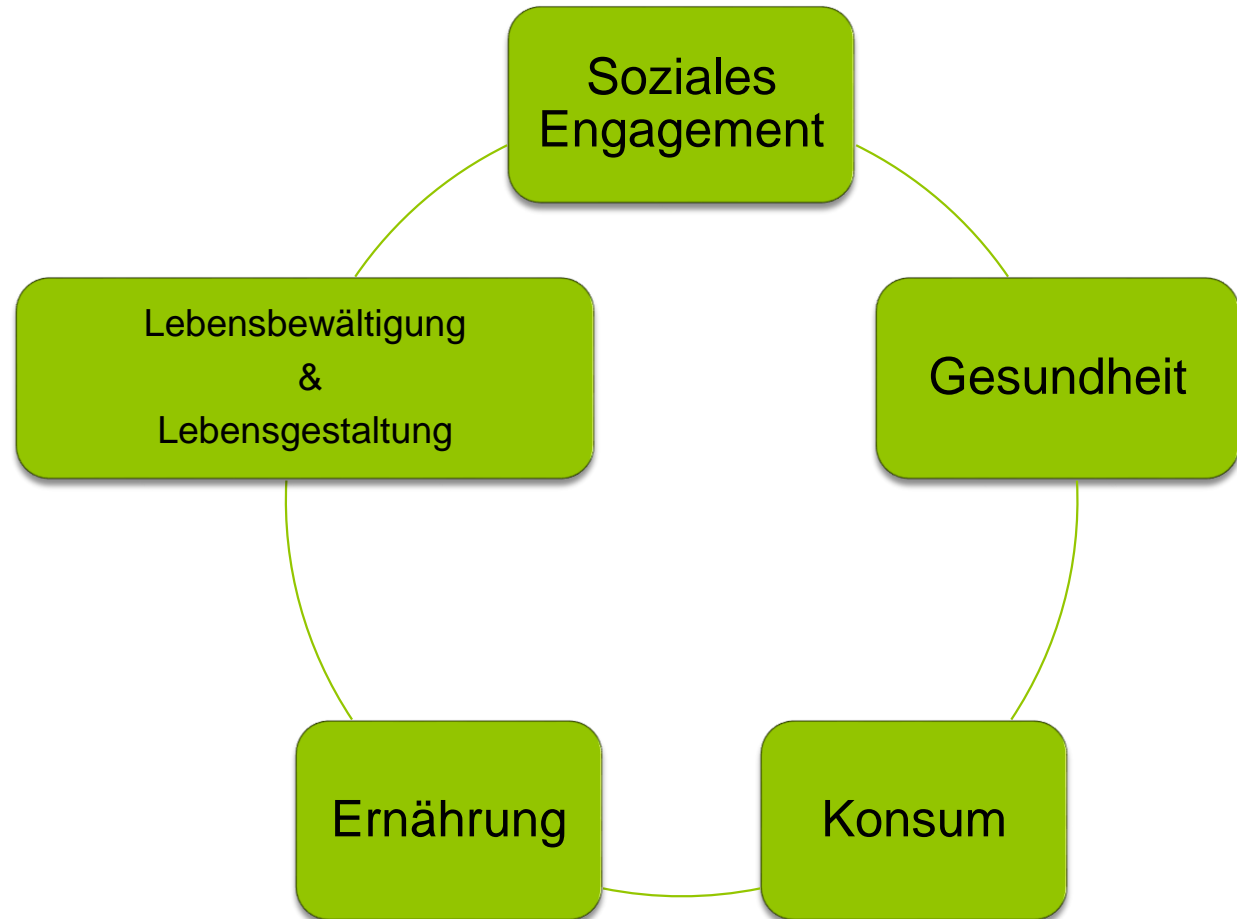 Soziales
Engagement
Lebensbewältigung
&
Lebensgestaltung
Gesundheit
Ernährung
Konsum